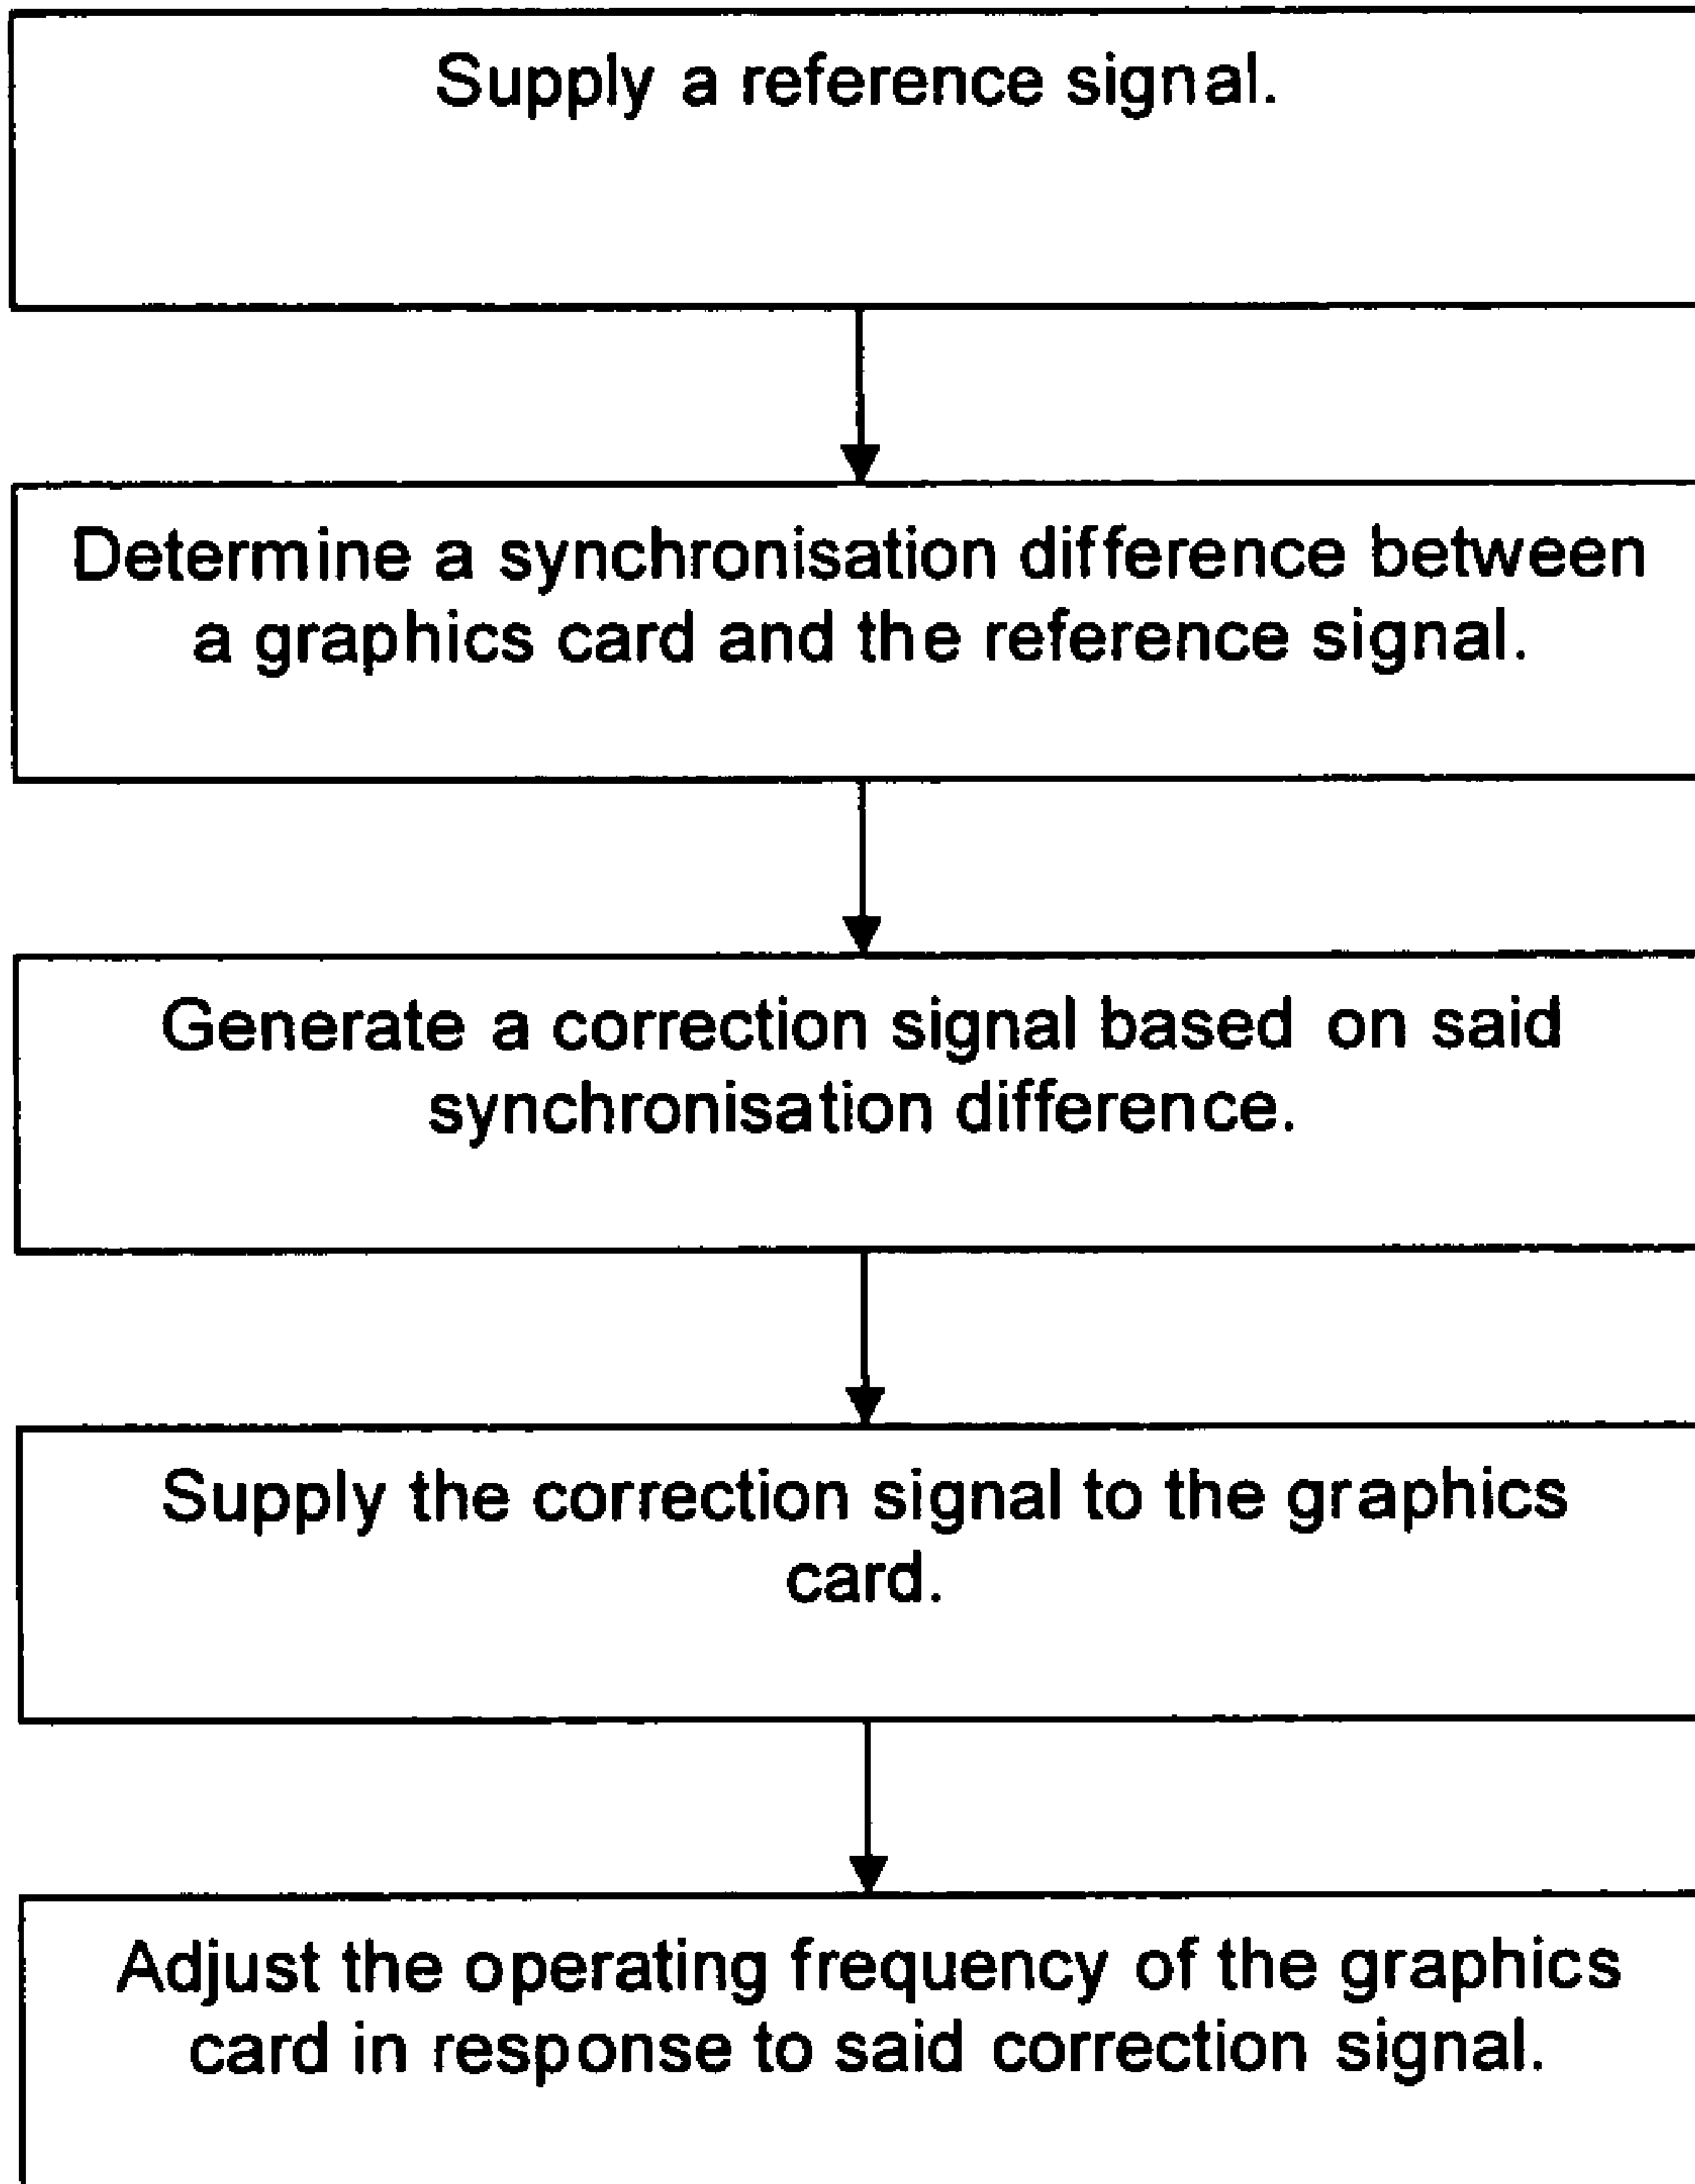 Supply a reference signal.
Determine a synchronisation difference between
a graphics card and the reference signal.
Generate a correction signal based on said
synchronisation difference.
Supply the correction signal to the graphics
card.
Adjust the operating frequency of the graphics
card in response to said correction signal.